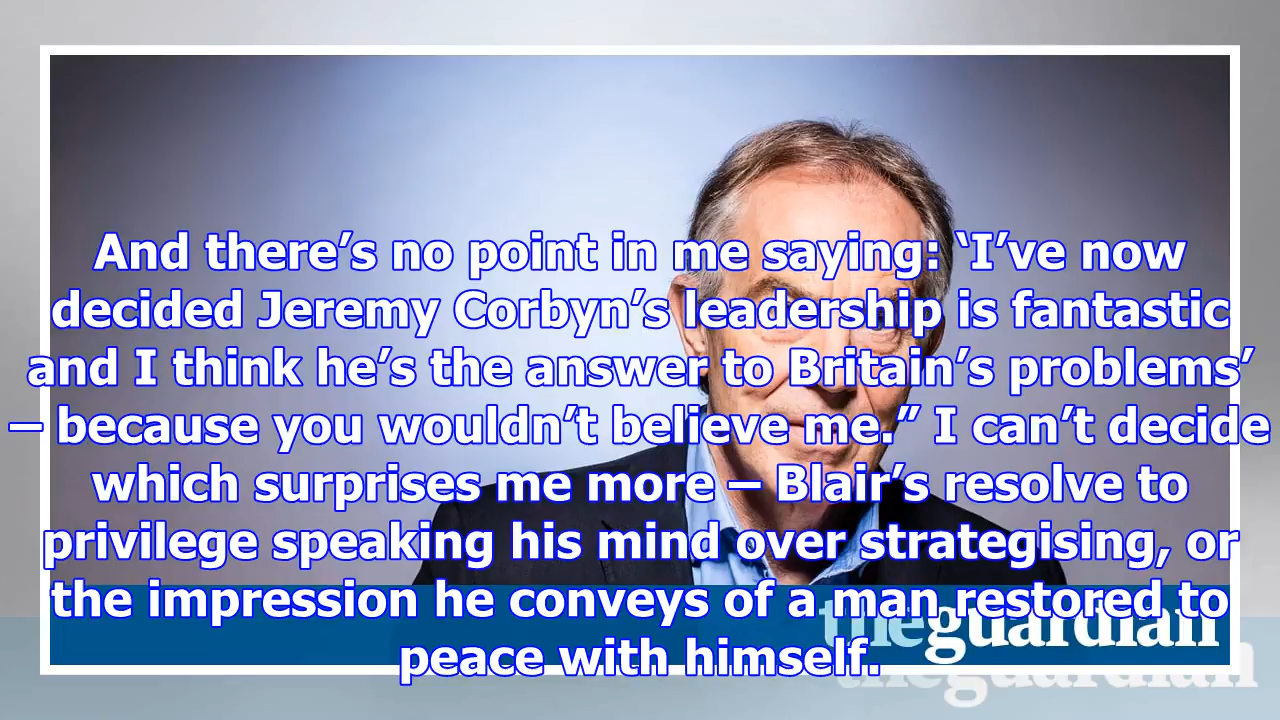 And there’s no point in me saying: ‘I’ve now
decided Jeremy Corbyn’s leadership is fantastic
and I think he’s the answer to Britain’s problems’
– because you wouldn’t believe me.” I can’t decide
which surprises me more – Blair’s resolve to
privilege speaking his mind over strategising, or
the impression he conveys of a man restored to
peace with himself.
theguardian
theguardian